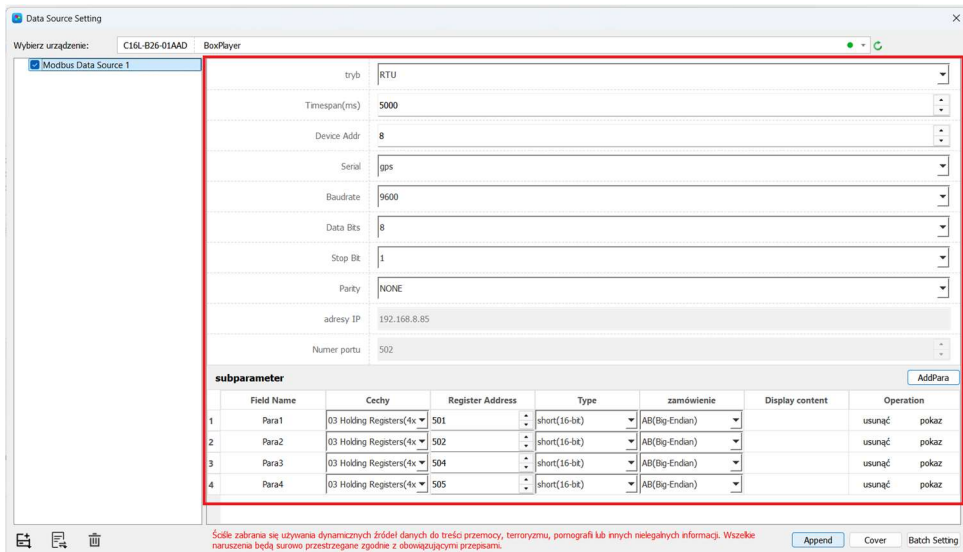 Data Source Setting
Wybierz urządzenie: C16L-B26-01AAD BoxPlayer
Modbus Data Source 1
tryb RTU
Timespan(ms) 5000
Device Addr 8
Serial gps
Baudrate 9600
Data Bits 8
Stop Bit 1
Parity NONE
adresy IP 192.168.8.85
Numer portu 502
subparameter AddPara
Field Name Cechy Register Address Type zamówienie Display content Operation
1 Para1 03 Holding Registers(4x 501 short(16-bit) AB(Big-Endian) usunąć pokaz
2 Para2 03 Holding Registers(4x 502 short(16-bit) AB(Big-Endian) usunąć pokaz
3 Para3 03 Holding Registers(4x 504 short(16-bit) AB(Big-Endian) usunąć pokaz
4 Para4 03 Holding Registers(4x 505 short(16-bit) AB(Big-Endian) usunąć pokaz
Ściśle zabrania się używania dynamicznych źródeł danych do treści przemocy, terroryzmu, pornografii lub innych nielegalnych informacji. Wszelkie
naruszenia będą surowo przestrzegane zgodnie z obowiązującymi przepisami.
Append Cover Batch Setting